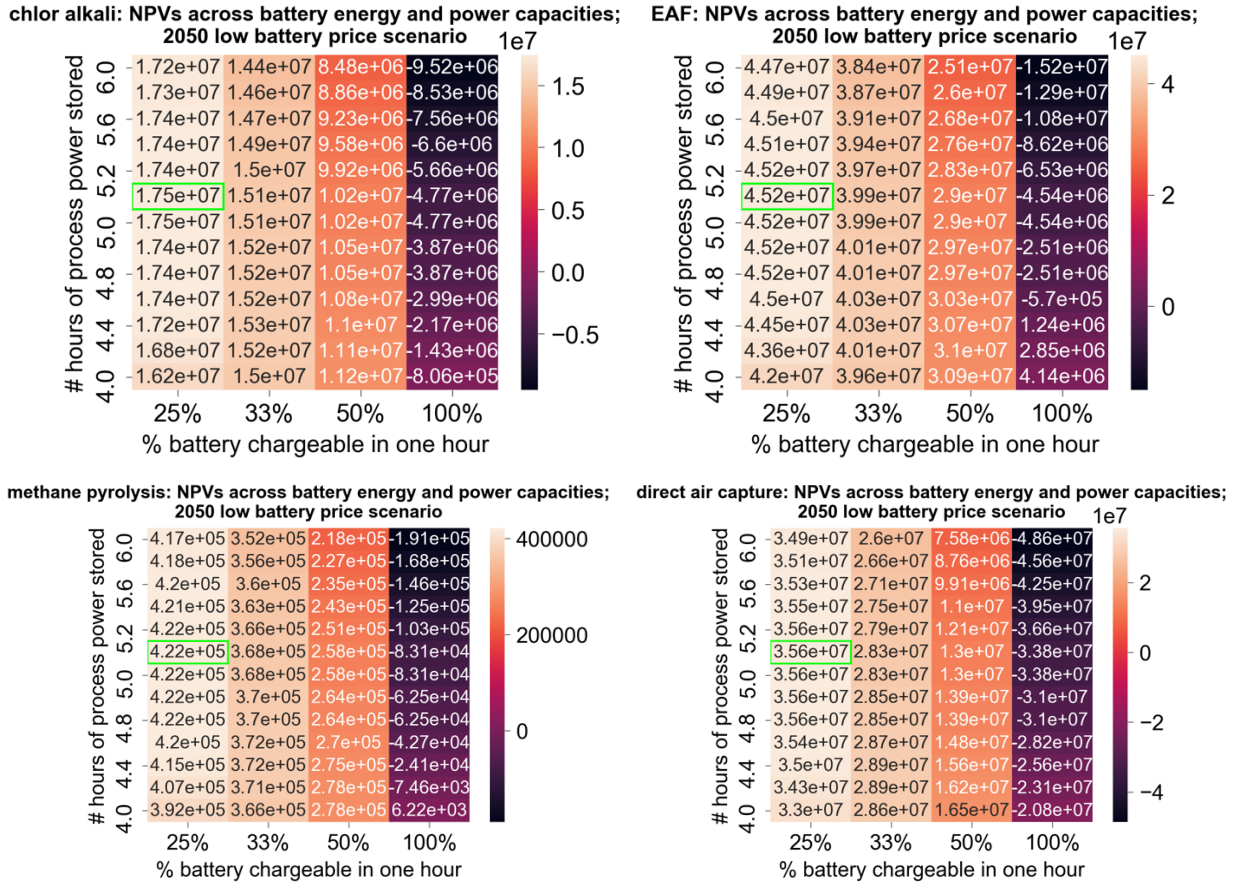 chlor alkali: NPVs across battery energy and power capacities;
2050 low battery price scenario
1e7
# hours of process power stored
6.0 1.72e+07 1.44e+07 8.48e+06 -9.52e+06
1.73e+07 1.46e+07 8.86e+06 -8.53e+06
5.6 1.74e+07 1.47e+07 9.23e+06 -7.56e+06
1.74e+07 1.49e+07 9.58e+06 -6.6e+06
5.2 1.74e+07 1.5e+07 9.92e+06 -5.66e+06
1.75e+07 1.51e+07 1.02e+07 -4.77e+06
5.0 1.75e+07 1.51e+07 1.02e+07 -4.77e+06
1.74e+07 1.52e+07 1.05e+07 -3.87e+06
4.8 1.74e+07 1.52e+07 1.05e+07 -3.87e+06
1.74e+07 1.52e+07 1.08e+07 -2.99e+06
4.4 1.72e+07 1.53e+07 1.1e+07 -2.17e+06
1.68e+07 1.52e+07 1.11e+07 -1.43e+06
4.0 1.62e+07 1.5e+07 1.12e+07 -8.06e+05
25% 33% 50% 100%
% battery chargeable in one hour
1.5
1.0
0.5
0.0
−0.5
EAF: NPVs across battery energy and power capacities;
2050 low battery price scenario
1e7
# hours of process power stored
6.0 4.47e+07 3.84e+07 2.51e+07 -1.52e+07
4.49e+07 3.87e+07 2.6e+07 -1.29e+07
5.6 4.5e+07 3.91e+07 2.68e+07 -1.08e+07
4.51e+07 3.94e+07 2.76e+07 -8.62e+06
5.2 4.52e+07 3.97e+07 2.83e+07 -6.53e+06
4.52e+07 3.99e+07 2.9e+07 -4.54e+06
5.0 4.52e+07 3.99e+07 2.9e+07 -4.54e+06
4.52e+07 4.01e+07 2.97e+07 -2.51e+06
4.8 4.52e+07 4.01e+07 2.97e+07 -2.51e+06
4.5e+07 4.03e+07 3.03e+07 -5.7e+05
4.4 4.45e+07 4.03e+07 3.07e+07 1.24e+06
4.36e+07 4.01e+07 3.1e+07 2.85e+06
4.0 4.2e+07 3.96e+07 3.09e+07 4.14e+06
25% 33% 50% 100%
% battery chargeable in one hour
4
2
0
methane pyrolysis: NPVs across battery energy and power capacities;
2050 low battery price scenario
# hours of process power stored
6.0 4.17e+05 3.52e+05 2.18e+05 -1.91e+05
4.18e+05 3.56e+05 2.27e+05 -1.68e+05
5.6 4.2e+05 3.6e+05 2.35e+05 -1.46e+05
4.21e+05 3.63e+05 2.43e+05 -1.25e+05
5.2 4.22e+05 3.66e+05 2.51e+05 -1.03e+05
4.22e+05 3.68e+05 2.58e+05 -8.31e+04
5.0 4.22e+05 3.68e+05 2.58e+05 -8.31e+04
4.22e+05 3.7e+05 2.64e+05 -6.25e+04
4.8 4.22e+05 3.7e+05 2.64e+05 -6.25e+04
4.2e+05 3.72e+05 2.7e+05 -4.27e+04
4.4 4.15e+05 3.72e+05 2.75e+05 -2.41e+04
4.07e+05 3.71e+05 2.78e+05 -7.46e+03
4.0 3.92e+05 3.66e+05 2.78e+05 6.22e+03
25% 33% 50% 100%
% battery chargeable in one hour
400000
200000
0
direct air capture: NPVs across battery energy and power capacities;
2050 low battery price scenario
1e7
# hours of process power stored
6.0 3.49e+07 2.6e+07 7.58e+06 -4.86e+07
3.51e+07 2.66e+07 8.76e+06 -4.56e+07
5.6 3.53e+07 2.71e+07 9.91e+06 -4.25e+07
3.55e+07 2.75e+07 1.1e+07 -3.95e+07
5.2 3.56e+07 2.79e+07 1.21e+07 -3.66e+07
3.56e+07 2.83e+07 1.3e+07 -3.38e+07
5.0 3.56e+07 2.83e+07 1.3e+07 -3.38e+07
3.56e+07 2.85e+07 1.39e+07 -3.1e+07
4.8 3.56e+07 2.85e+07 1.39e+07 -3.1e+07
3.54e+07 2.87e+07 1.48e+07 -2.82e+07
4.4 3.5e+07 2.89e+07 1.56e+07 -2.56e+07
3.43e+07 2.89e+07 1.62e+07 -2.31e+07
4.0 3.3e+07 2.86e+07 1.65e+07 -2.08e+07
25% 33% 50% 100%
% battery chargeable in one hour
2
0
−2
−4